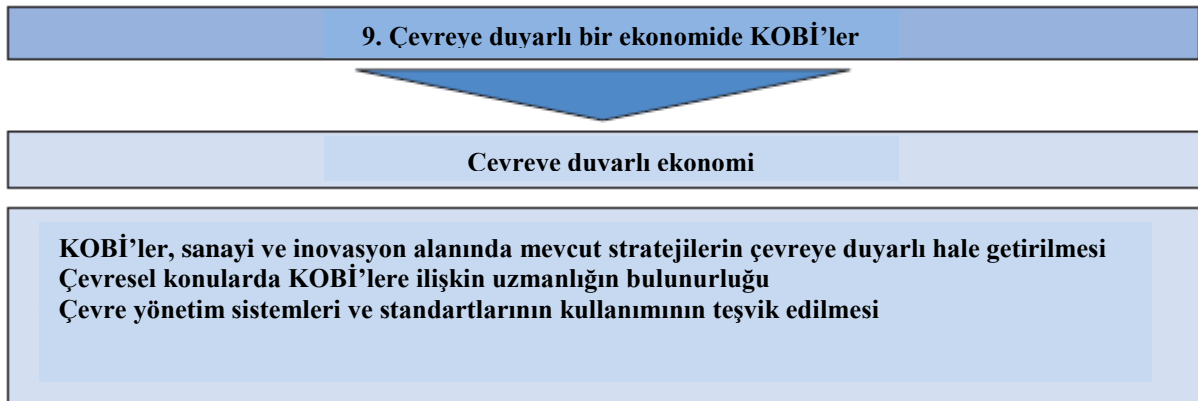 9. Çevreye duyarlı bir ekonomide KOBİ’ler
Cevreve duvarlı ekonomi
KOBİ’ler, sanayi ve inovasyon alanında mevcut stratejilerin çevreye duyarlı hale getirilmesi
Çevresel konularda KOBİ’lere ilişkin uzmanlığın bulunurluğu
Çevre yönetim sistemleri ve standartlarının kullanımının teşvik edilmesi